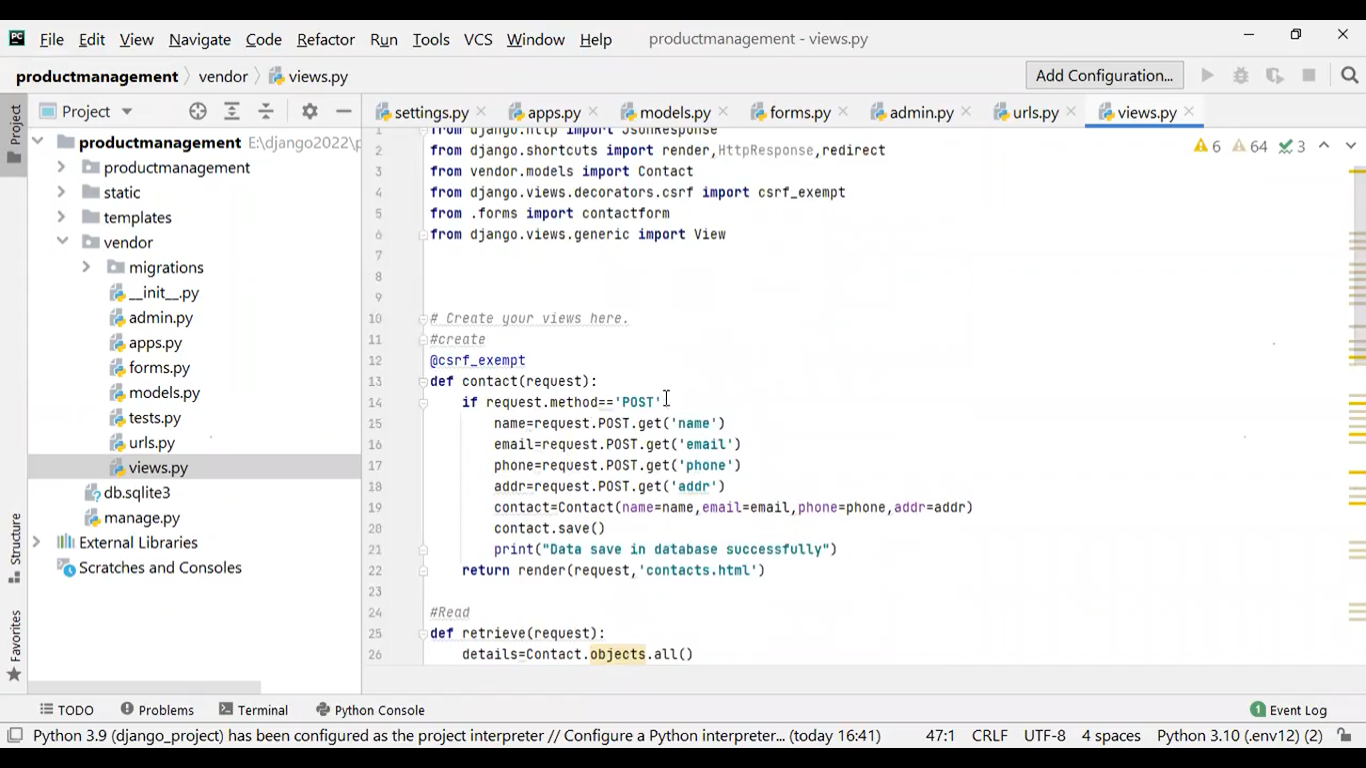 PC File Edit View Navigate Code Refactor Run Tools VCS Window Help productmanagement - views.py
productmanagement vendor views.py Add Configuration...
Project
Project
settings.py apps.py models.py forms.py admin.py urls.py views.py
6 64 3
productmanagement E:\django2022\p
productmanagement
static
templates
vendor
migrations
__init__.py
admin.py
apps.py
forms.py
models.py
tests.py
urls.py
views.py
db.sqlite3
manage.py
External Libraries
Scratches and Consoles
Structure
Favorites
1 from django.http import JsonResponse
2 from django.shortcuts import render,HttpResponse,redirect
3 from vendor.models import Contact
4 from django.views.decorators.csrf import csrf_exempt
5 from .forms import contactform
6 from django.views.generic import View
7
8
9
10 # Create your views here.
11 #create
12 @csrf_exempt
13 def contact(request):
14 if request.method=='POST'
15 name=request.POST.get('name')
16 email=request.POST.get('email')
17 phone=request.POST.get('phone')
18 addr=request.POST.get('addr')
19 contact=Contact(name=name,email=email,phone=phone,addr=addr)
20 contact.save()
21 print("Data save in database successfully")
22 return render(request,'contacts.html')
23
24 #Read
25 def retrieve(request):
26 details=Contact.objects.all()
TODO Problems Terminal Python Console 1 Event Log
Python 3.9 (django_project) has been configured as the project interpreter // Configure a Python interpreter... (today 16:41) 47:1 CRLF UTF-8 4 spaces Python 3.10 (.env12) (2)